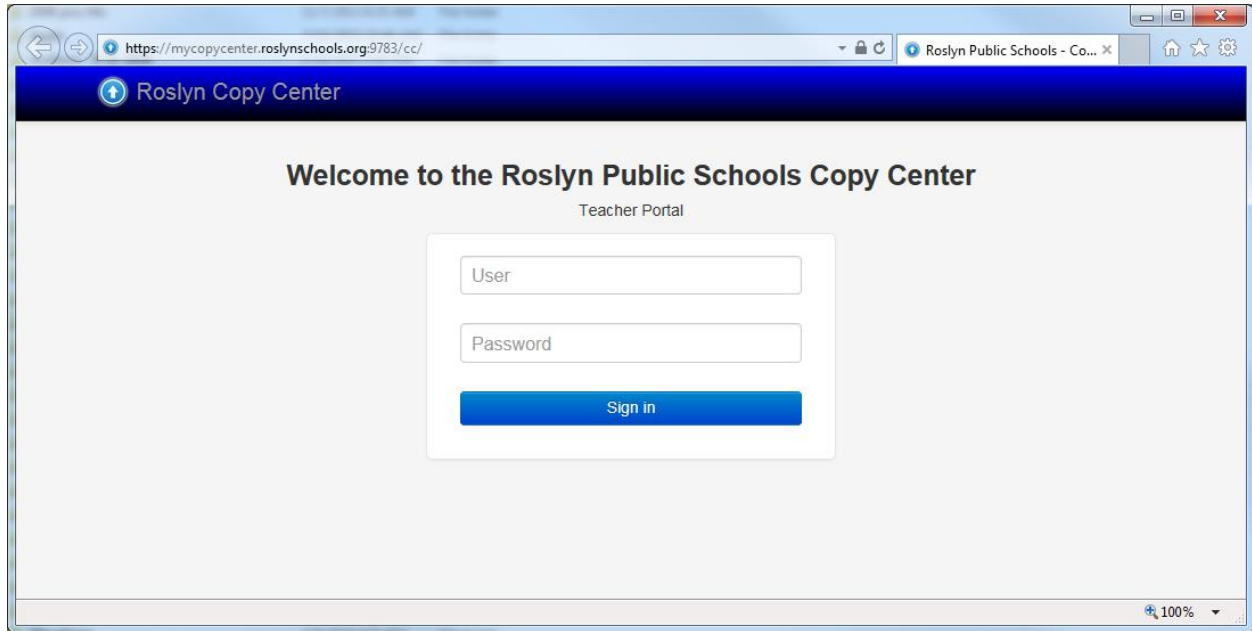 https://mycopycenter.roslynschools.org:9783/cc/
Roslyn Public Schools - Co...
Roslyn Copy Center
Welcome to the Roslyn Public Schools Copy Center
Teacher Portal
User
Password
Sign in
100%